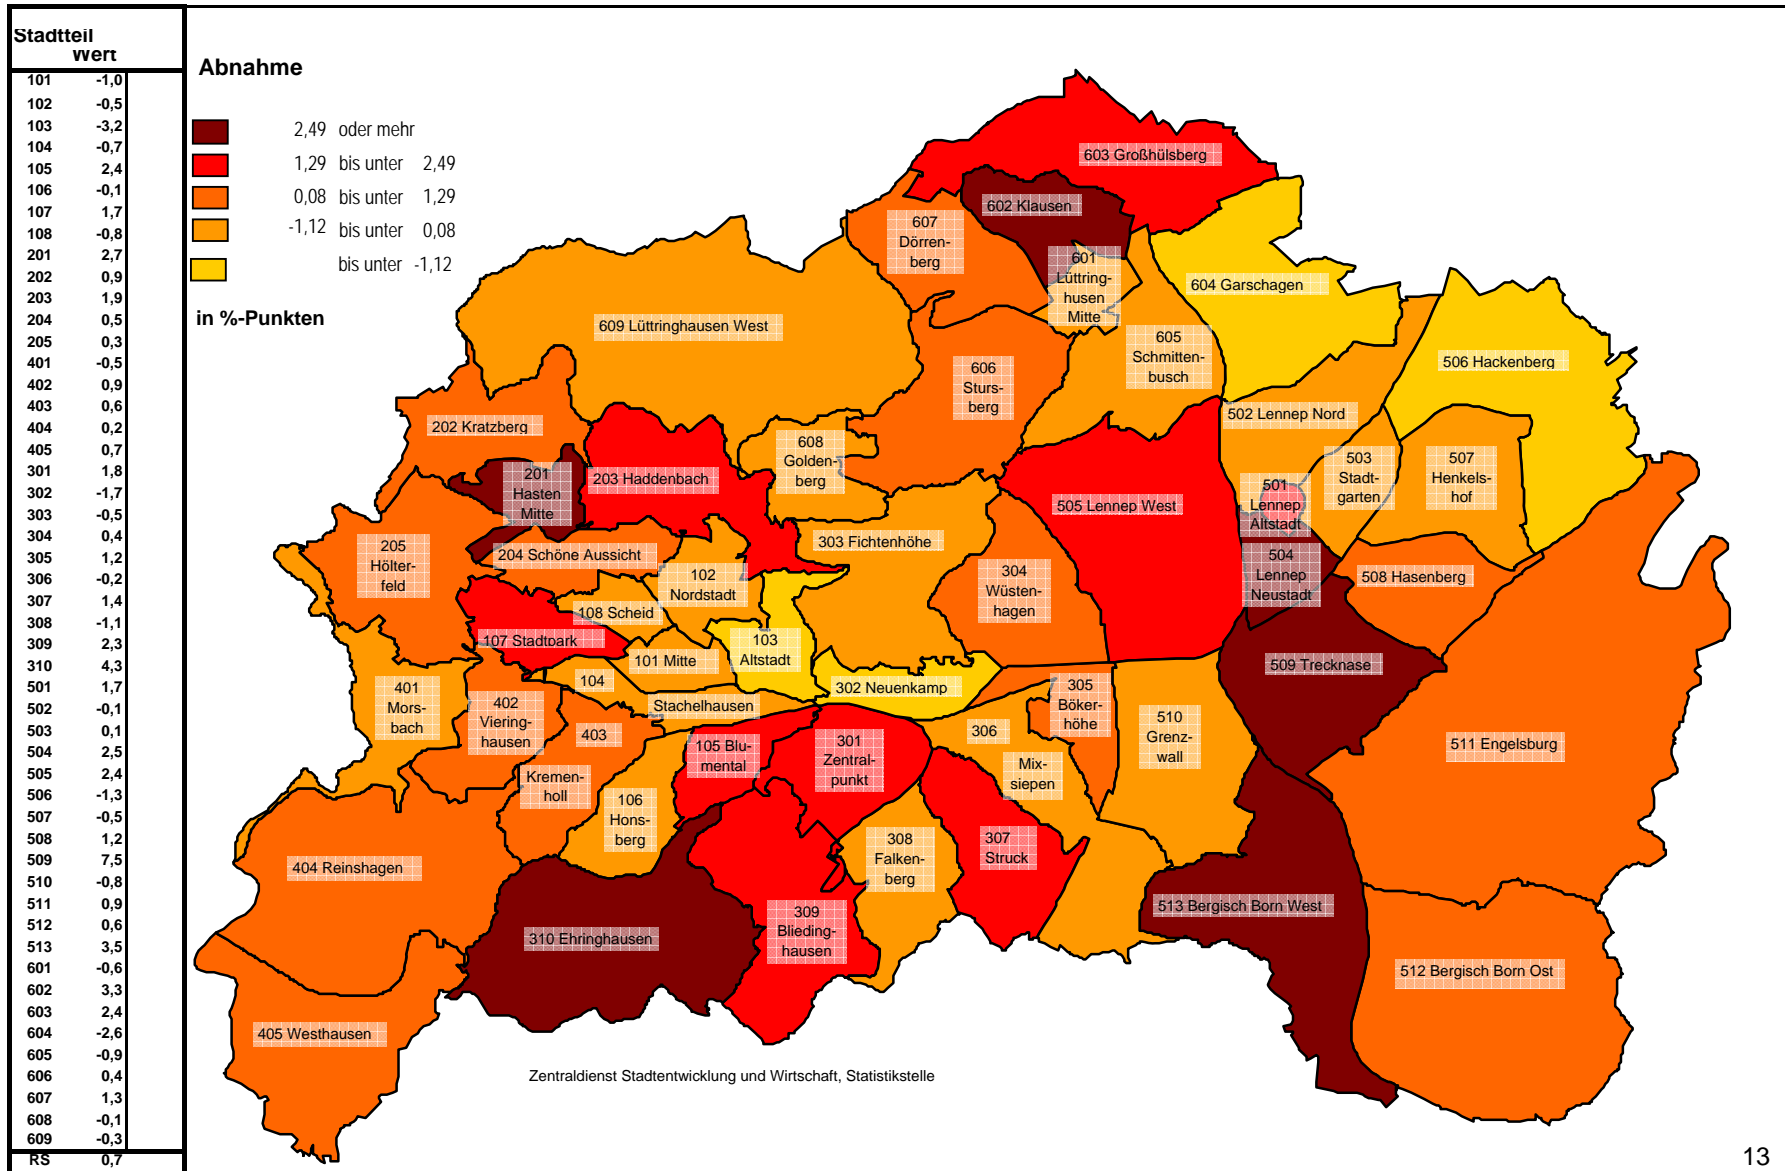 Stadtteil
Wert
101 -1,0
102 -0,5
103 -3,2
104 -0,7
105 2,4
106 -0,1
107 1,7
108 -0,8
201 2,7
202 0,9
203 1,9
204 0,5
205 0,3
401 -0,5
402 0,9
403 0,6
404 0,2
405 0,7
301 1,8
302 -1,7
303 -0,5
304 0,4
305 1,2
306 -0,2
307 1,4
308 -1,1
309 2,3
310 4,3
501 1,7
502 -0,1
503 0,1
504 2,5
505 2,4
506 -1,3
507 -0,5
508 1,2
509 7,5
510 -0,8
511 0,9
512 0,6
513 3,5
601 -0,6
602 3,3
603 2,4
604 -2,6
605 -0,9
606 0,4
607 1,3
608 -0,1
609 -0,3
RS 0,7
Abnahme
2,49 oder mehr
1,29 bis unter 2,49
0,08 bis unter 1,29
-1,12 bis unter 0,08
bis unter -1,12
in %-Punkten
603 Großhülsberg
602 Klausen
607
Dörren-
berg
601
Lüttring-
husen
Mitte
604 Garschagen
609 Lüttringhausen West
605
Schmitten-
busch
506 Hackenberg
606
Sturs-
berg
502 Lennep Nord
202 Kratzberg
608
Golden-
berg
503
Stadt-
garten
507
Henkels-
hof
201
Hasten
Mitte
203 Haddenbach
505 Lennep West
501
Lennep
Altstadt
303 Fichtenhöhe
205
Hölter-
feld
204 Schöne Aussicht
504
Lennep
Neustadt
102
Nordstadt
304
Wüsten-
hagen
508 Hasenberg
108 Scheid
107 Stadtpark
103
Altstadt
101 Mitte
509 Trecknase
104
Stachelhausen
302 Neuenkamp
401
Mors-
bach
402
Viering-
hausen
305
Böker-
höhe
510
Grenz-
wall
403
Kremen-
holl
105 Blu-
mental
301
Zentral-
punkt
306
Mix-
siepen
511 Engelsburg
106
Hons-
berg
308
Falken-
berg
307
Struck
404 Reinshagen
309
Blieding-
hausen
513 Bergisch Born West
310 Ehringhausen
512 Bergisch Born Ost
405 Westhausen
Zentraldienst Stadtentwicklung und Wirtschaft, Statistikstelle
13